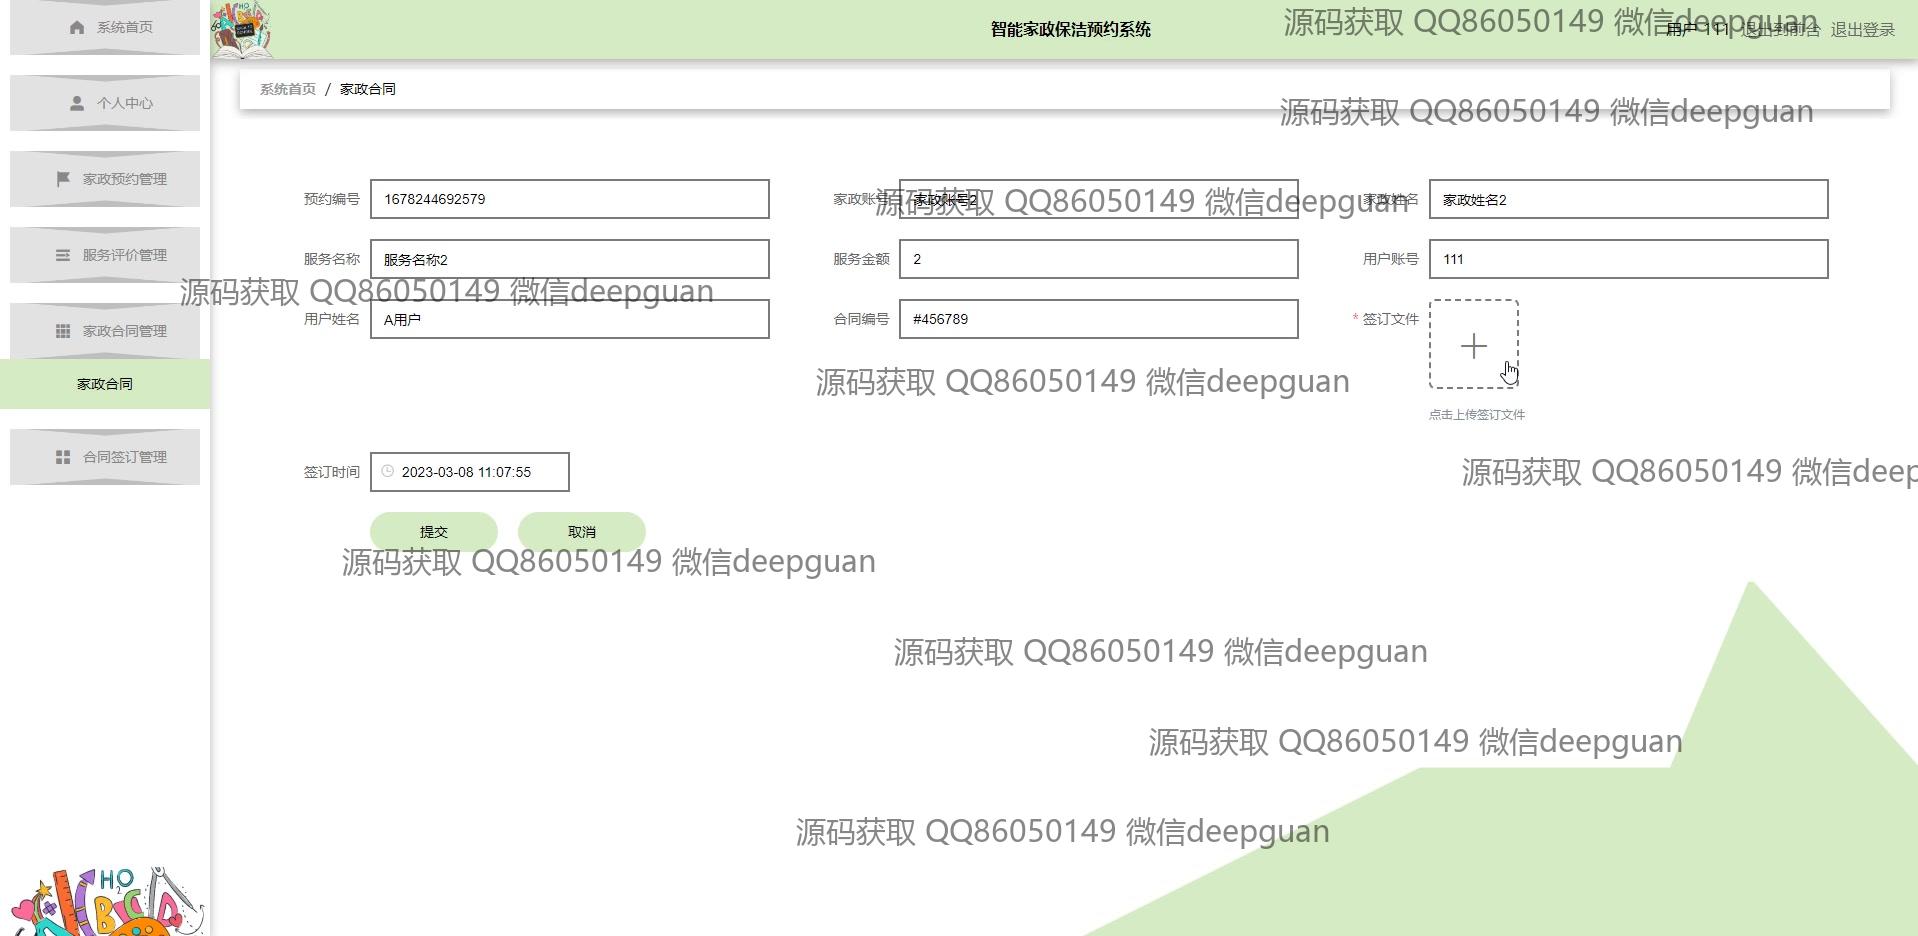 系统首页
个人中心
家政预约管理
服务评价管理
家政合同管理
家政合同
合同签订管理
智能家政保洁预约系统
用户 111 退出到前台 退出登录
源码获取 QQ86050149 微信deepguan
系统首页 / 家政合同
源码获取 QQ86050149 微信deepguan
预约编号 1678244692579 家政账号 家政账号2 家政姓名 家政姓名2
源码获取 QQ86050149 微信deepguan
服务名称 服务名称2 服务金额 2 用户账号 111
源码获取 QQ86050149 微信deepguan
用户姓名 A用户 合同编号 #456789 * 签订文件
源码获取 QQ86050149 微信deepguan
点击上传签订文件
签订时间 2023-03-08 11:07:55
源码获取 QQ86050149 微信deep
提交 取消
源码获取 QQ86050149 微信deepguan
源码获取 QQ86050149 微信deepguan
源码获取 QQ86050149 微信deepguan
源码获取 QQ86050149 微信deepguan
H2O
ABCD